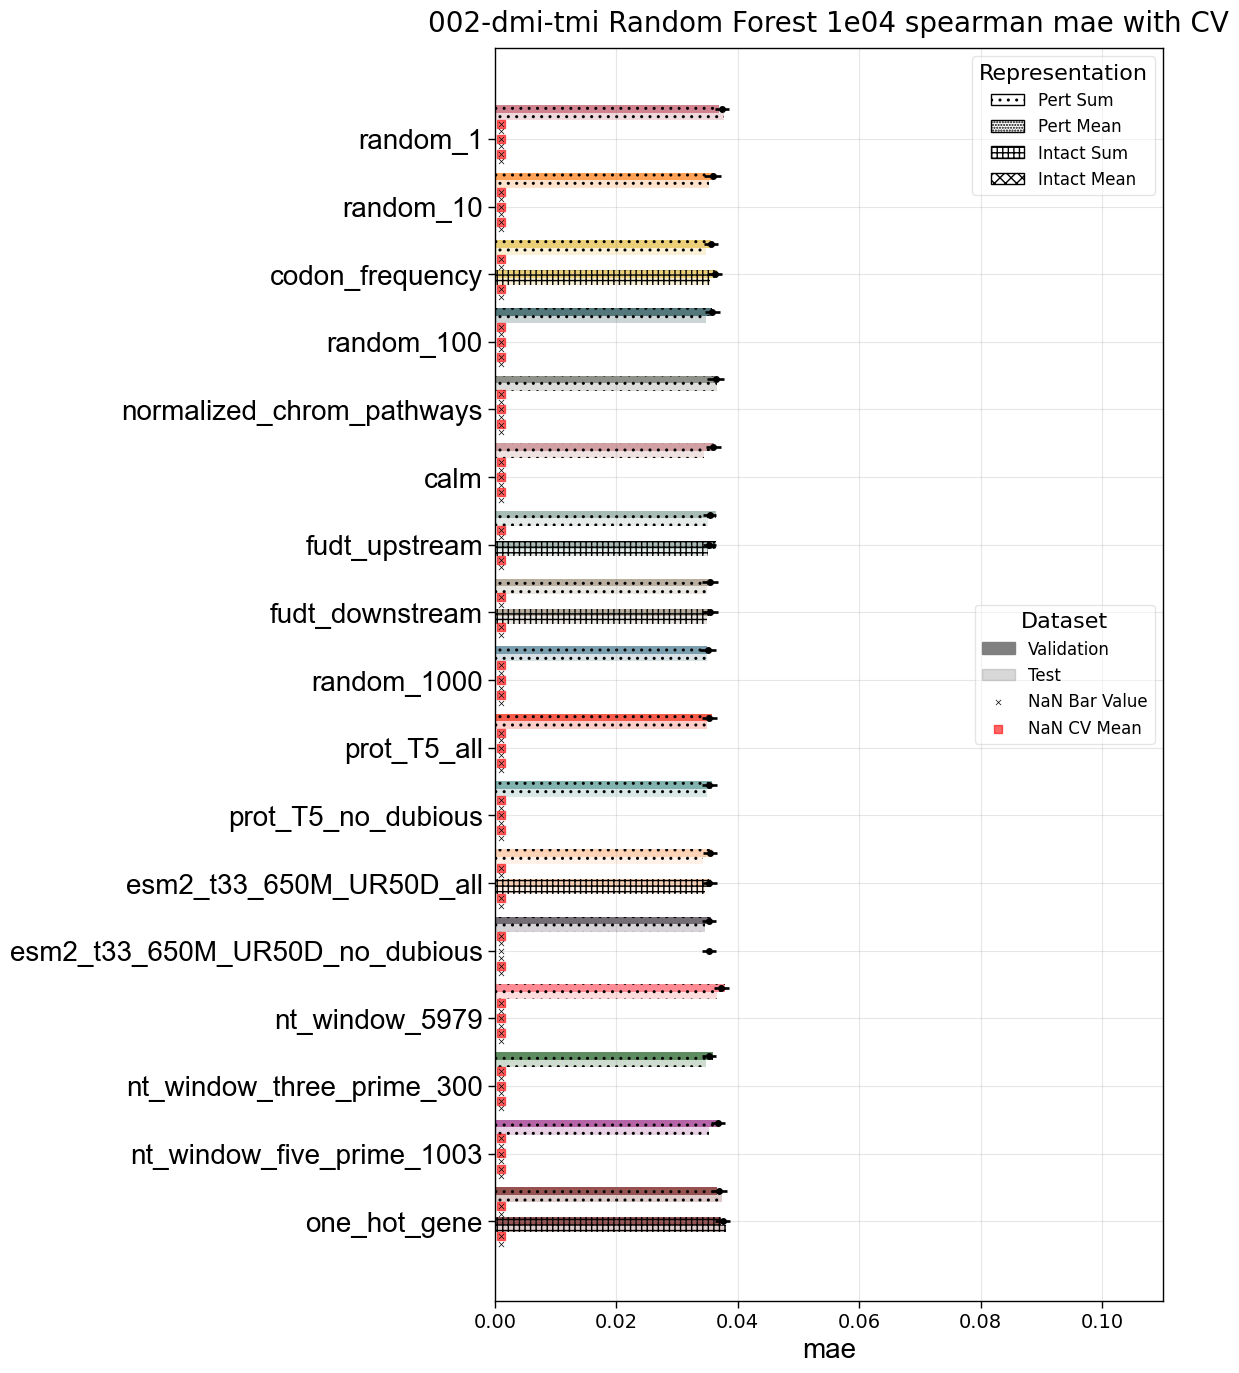 002-dmi-tmi Random Forest 1e04 spearman mae with CV
Representation
Pert Sum
Pert Mean
Intact Sum
Intact Mean
random_1
random_10
codon_frequency
random_100
normalized_chrom_pathways
calm
fudt_upstream
fudt_downstream
random_1000
prot_T5_all
prot_T5_no_dubious
esm2_t33_650M_UR50D_all
esm2_t33_650M_UR50D_no_dubious
nt_window_5979
nt_window_three_prime_300
nt_window_five_prime_1003
one_hot_gene
Dataset
Validation
Test
NaN Bar Value
NaN CV Mean
0.00 0.02 0.04 0.06 0.08 0.10
mae